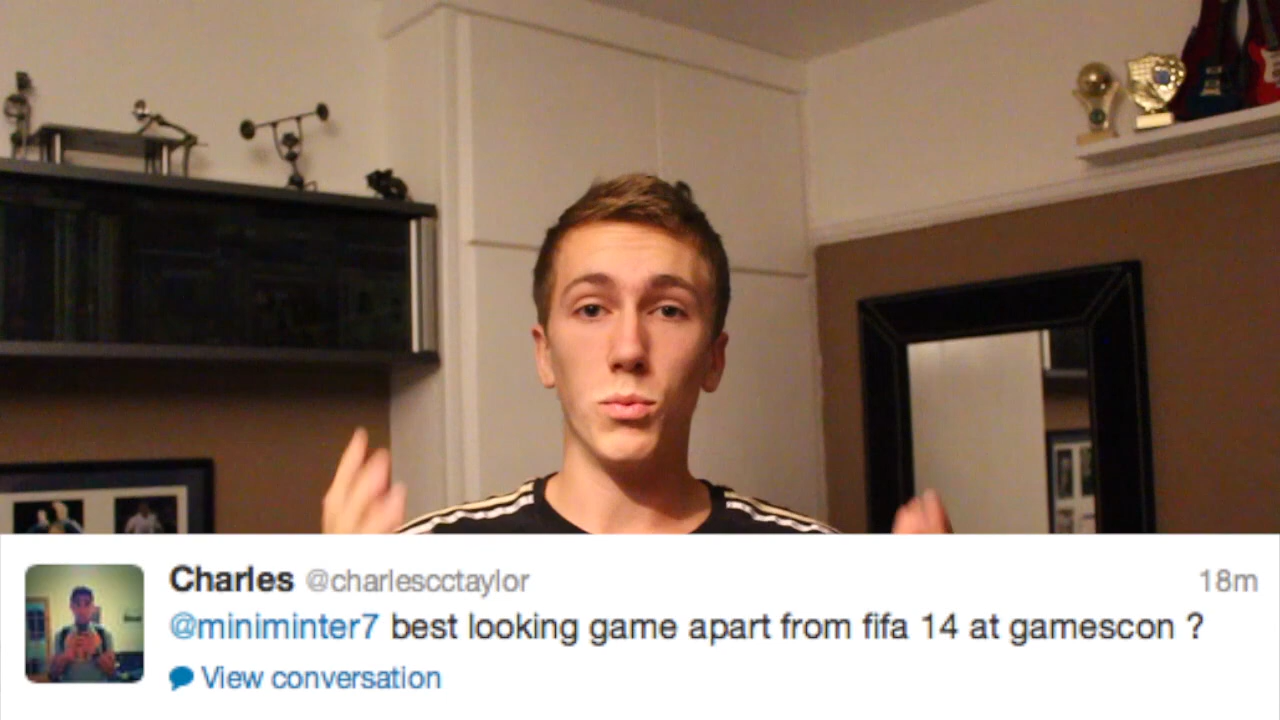 Charles @charlescctaylor 18m
@miniminter7 best looking game apart from fifa 14 at gamescon ?
View conversation